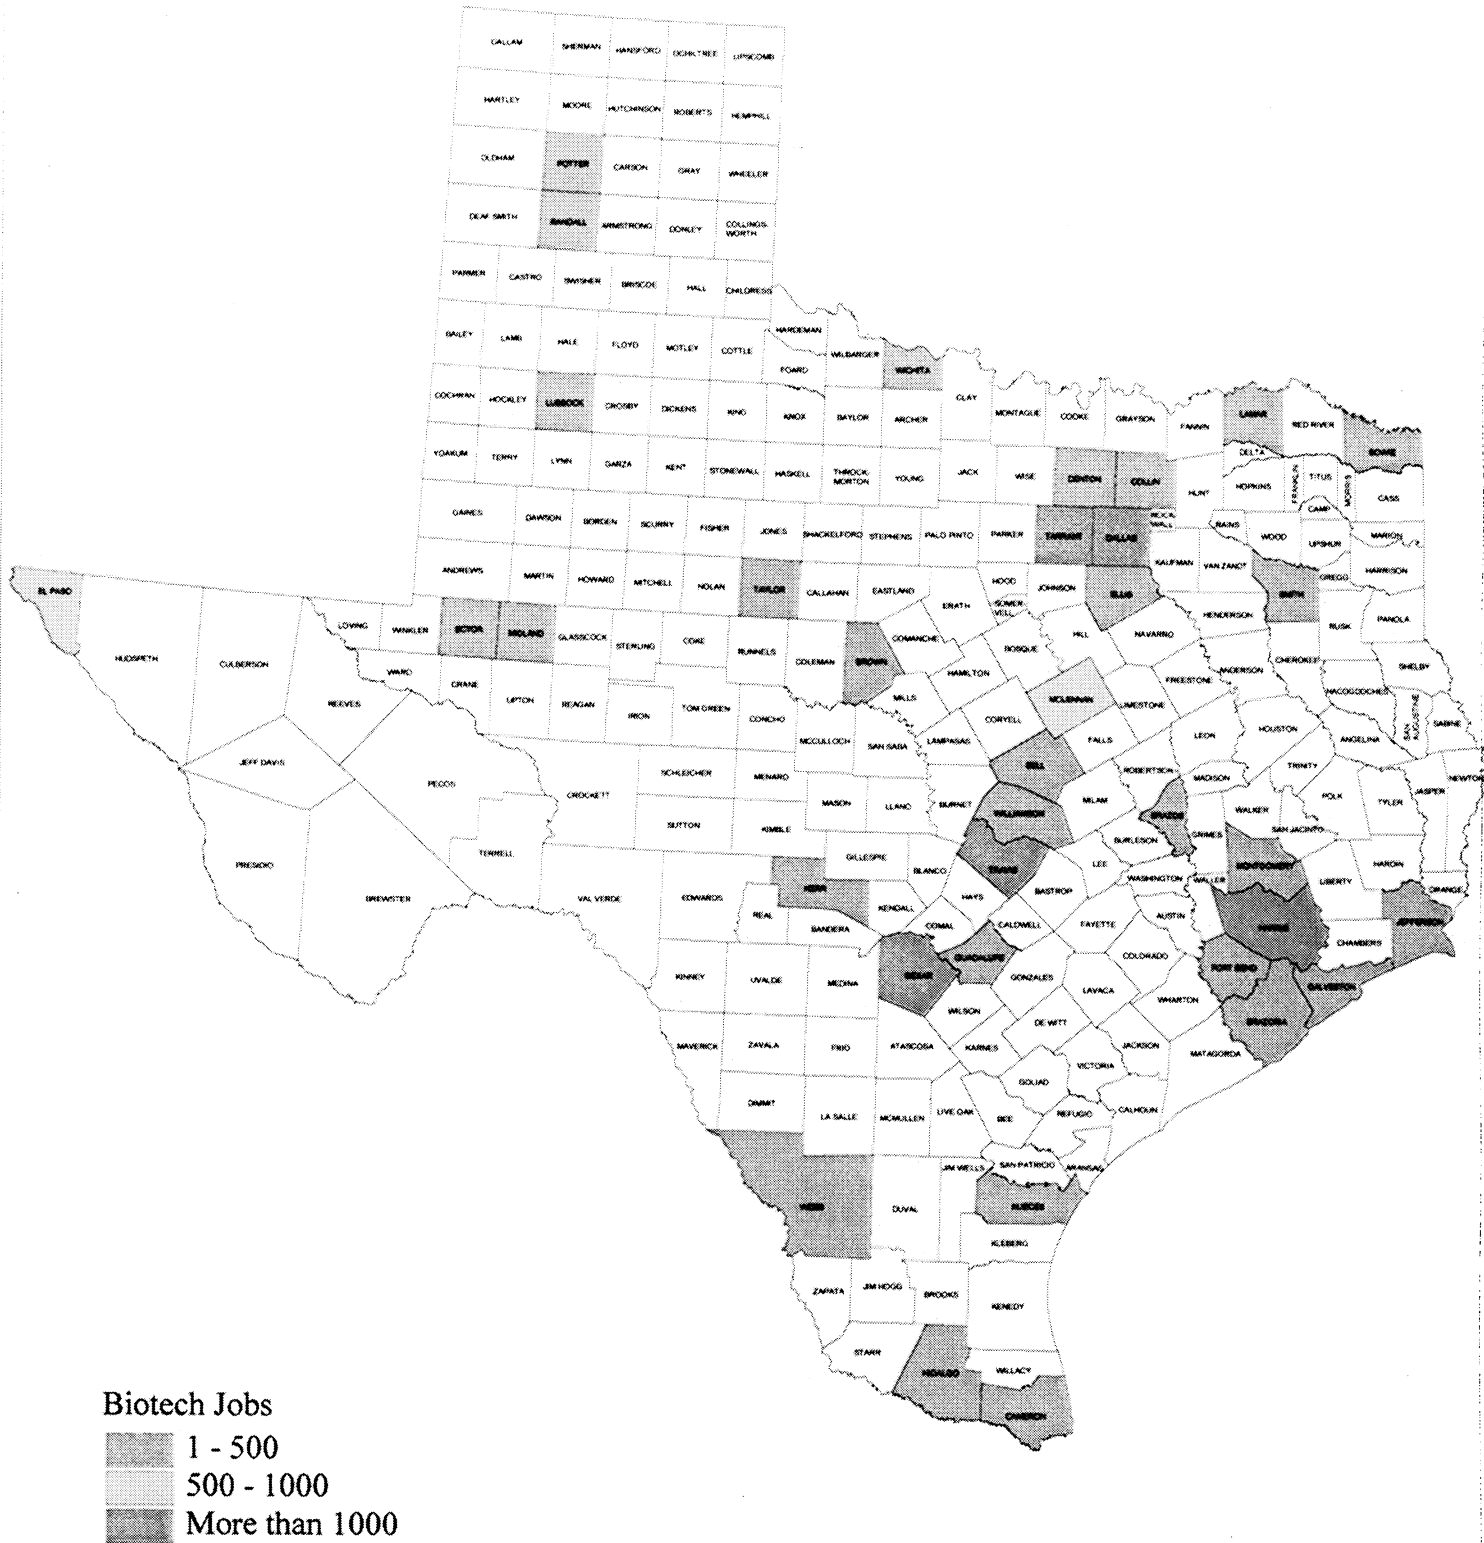 DALLAM SHERMAN HANSFORD OCHILTREE LIPSCOMB
HARTLEY MOORE HUTCHINSON ROBERTS HEMPHILL
OLDHAM POTTER CARSON GRAY WHEELER
DEAF SMITH RANDALL ARMSTRONG DONLEY COLLINGS-
WORTH
PARMER CASTRO SWISHER BRISCOE HALL CHILDRESS
HARDEMAN
BAILEY LAMB HALE FLOYD MOTLEY COTTLE WILBARGER
FOARD WICHITA
COCHRAN HOCKLEY LUBBOCK CROSBY DICKENS KING KNOX BAYLOR ARCHER CLAY MONTAGUE COOKE GRAYSON FANNIN LAMAR RED RIVER
DELTA BOWIE
YOAKUM TERRY LYNN GARZA KENT STONEWALL HASKELL THROCK-
MORTON YOUNG JACK WISE DENTON COLLIN HUNT HOPKINS FRANKLIN TITUS MORRIS CASS
CAMP
GAINES DAWSON BORDEN SCURRY FISHER JONES SHACKELFORD STEPHENS PALO PINTO PARKER TARRANT DALLAS ROCK-
WALL RAINS WOOD UPSHUR MARION
ANDREWS MARTIN HOWARD MITCHELL NOLAN TAYLOR CALLAHAN EASTLAND ERATH HOOD JOHNSON ELLIS KAUFMAN VAN ZANDT SMITH GREGG HARRISON
SOMER
VELL
EL PASO HUDSPETH CULBERSON LOVING WINKLER ECTOR MIDLAND GLASSCOCK STERLING COKE RUNNELS COLEMAN BROWN COMANCHE HILL NAVARRO HENDERSON RUSK PANOLA
REEVES WARD CRANE UPTON REAGAN IRION TOM GREEN CONCHO MILLS HAMILTON BOSQUE MCLENNAN LIMESTONE FREESTONE ANDERSON CHEROKEE NACOGDOCHES SHELBY
JEFF DAVIS PECOS CROCKETT SCHLEICHER MENARD MCCULLOCH SAN SABA LAMPASAS CORYELL BELL FALLS LEON HOUSTON ANGELINA SAN
AUGUSTINE SABINE
ROBERTSON MADISON TRINITY POLK TYLER JASPER NEWTON
PRESIDIO BREWSTER TERRELL SUTTON KIMBLE MASON LLANO BURNET WILLIAMSON MILAM BRAZOS GRIMES WALKER SAN JACINTO
VAL VERDE EDWARDS KERR GILLESPIE BLANCO TRAVIS LEE BURLESON WASHINGTON WALLER MONTGOMERY LIBERTY HARDIN ORANGE
REAL BANDERA KENDALL HAYS COMAL CALDWELL BASTROP FAYETTE AUSTIN HARRIS CHAMBERS JEFFERSON
KINNEY UVALDE MEDINA BEXAR GUADALUPE GONZALES LAVACA COLORADO WHARTON FORT BEND BRAZORIA GALVESTON
MAVERICK ZAVALA FRIO ATASCOSA WILSON KARNES DE WITT VICTORIA JACKSON MATAGORDA
DIMMIT LA SALLE MCMULLEN LIVE OAK BEE GOLIAD REFUGIO CALHOUN
WEBB DUVAL JIM WELLS SAN PATRICIO ARANSAS
NUECES
KLEBERG
ZAPATA JIM HOGG BROOKS KENEDY
STARR HIDALGO WILLACY
CAMERON
Biotech Jobs
1 - 500
500 - 1000
More than 1000